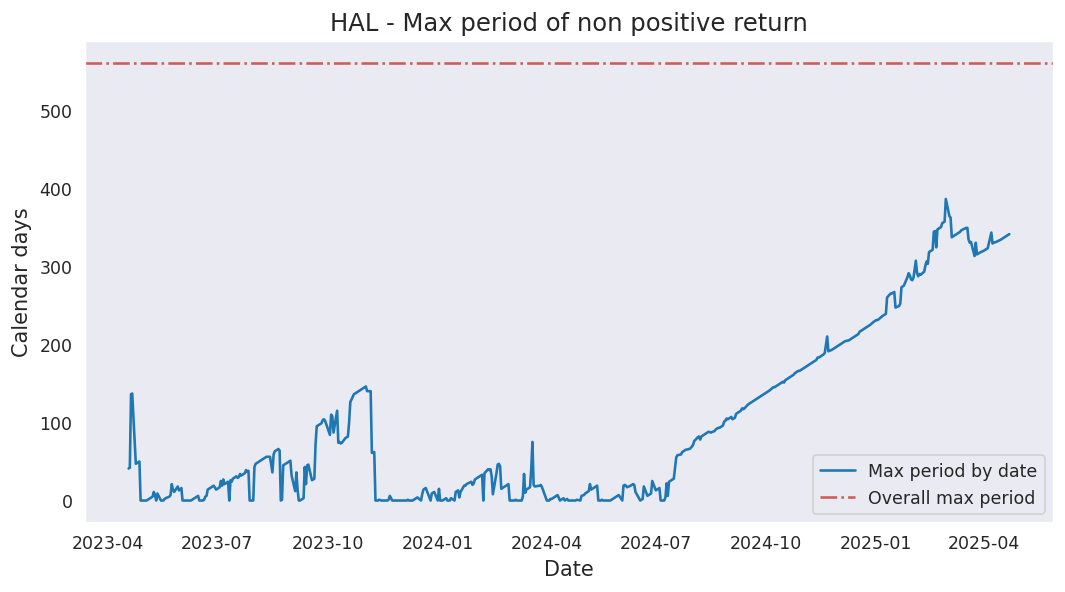 HAL - Max period of non positive return
Calendar days
500
400
300
200
100
0
Max period by date
Overall max period
2023-04 2023-07 2023-10 2024-01 2024-04 2024-07 2024-10 2025-01 2025-04
Date